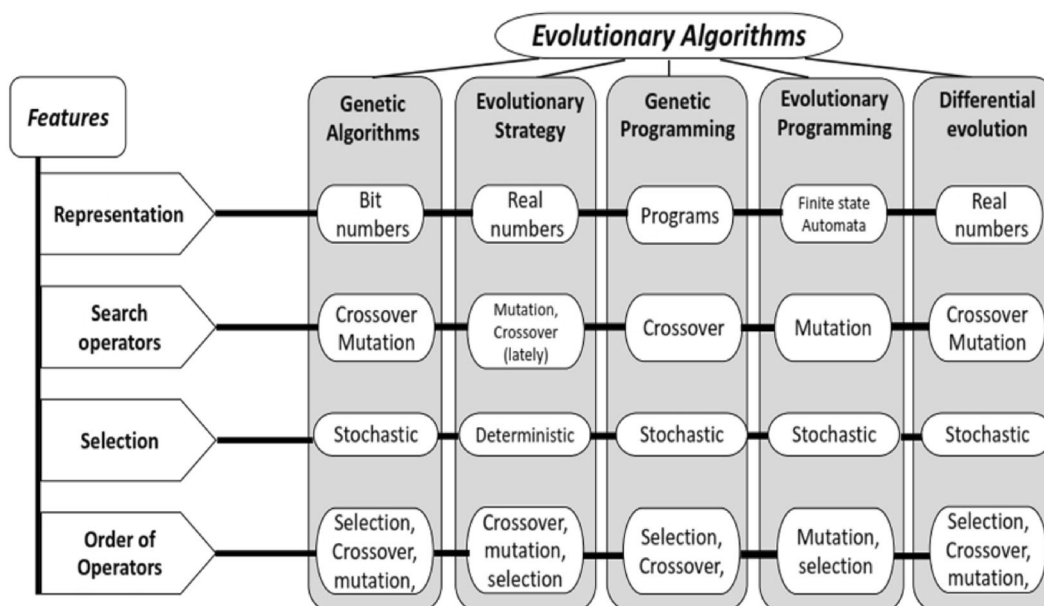 Evolutionary Algorithms
Features
Genetic
Algorithms
Evolutionary
Strategy
Genetic
Programming
Evolutionary
Programming
Differential
evolution
Representation
Bit
numbers
Real
numbers
Programs
Finite state
Automata
Real
numbers
Search
operators
Crossover
Mutation
Mutation,
Crossover
(lately)
Crossover
Mutation
Crossover
Mutation
Selection
Stochastic
Deterministic
Stochastic
Stochastic
Stochastic
Order of
Operators
Selection,
Crossover,
mutation,
Crossover,
mutation,
selection
Selection,
Crossover,
Mutation,
selection
Selection,
Crossover,
mutation,